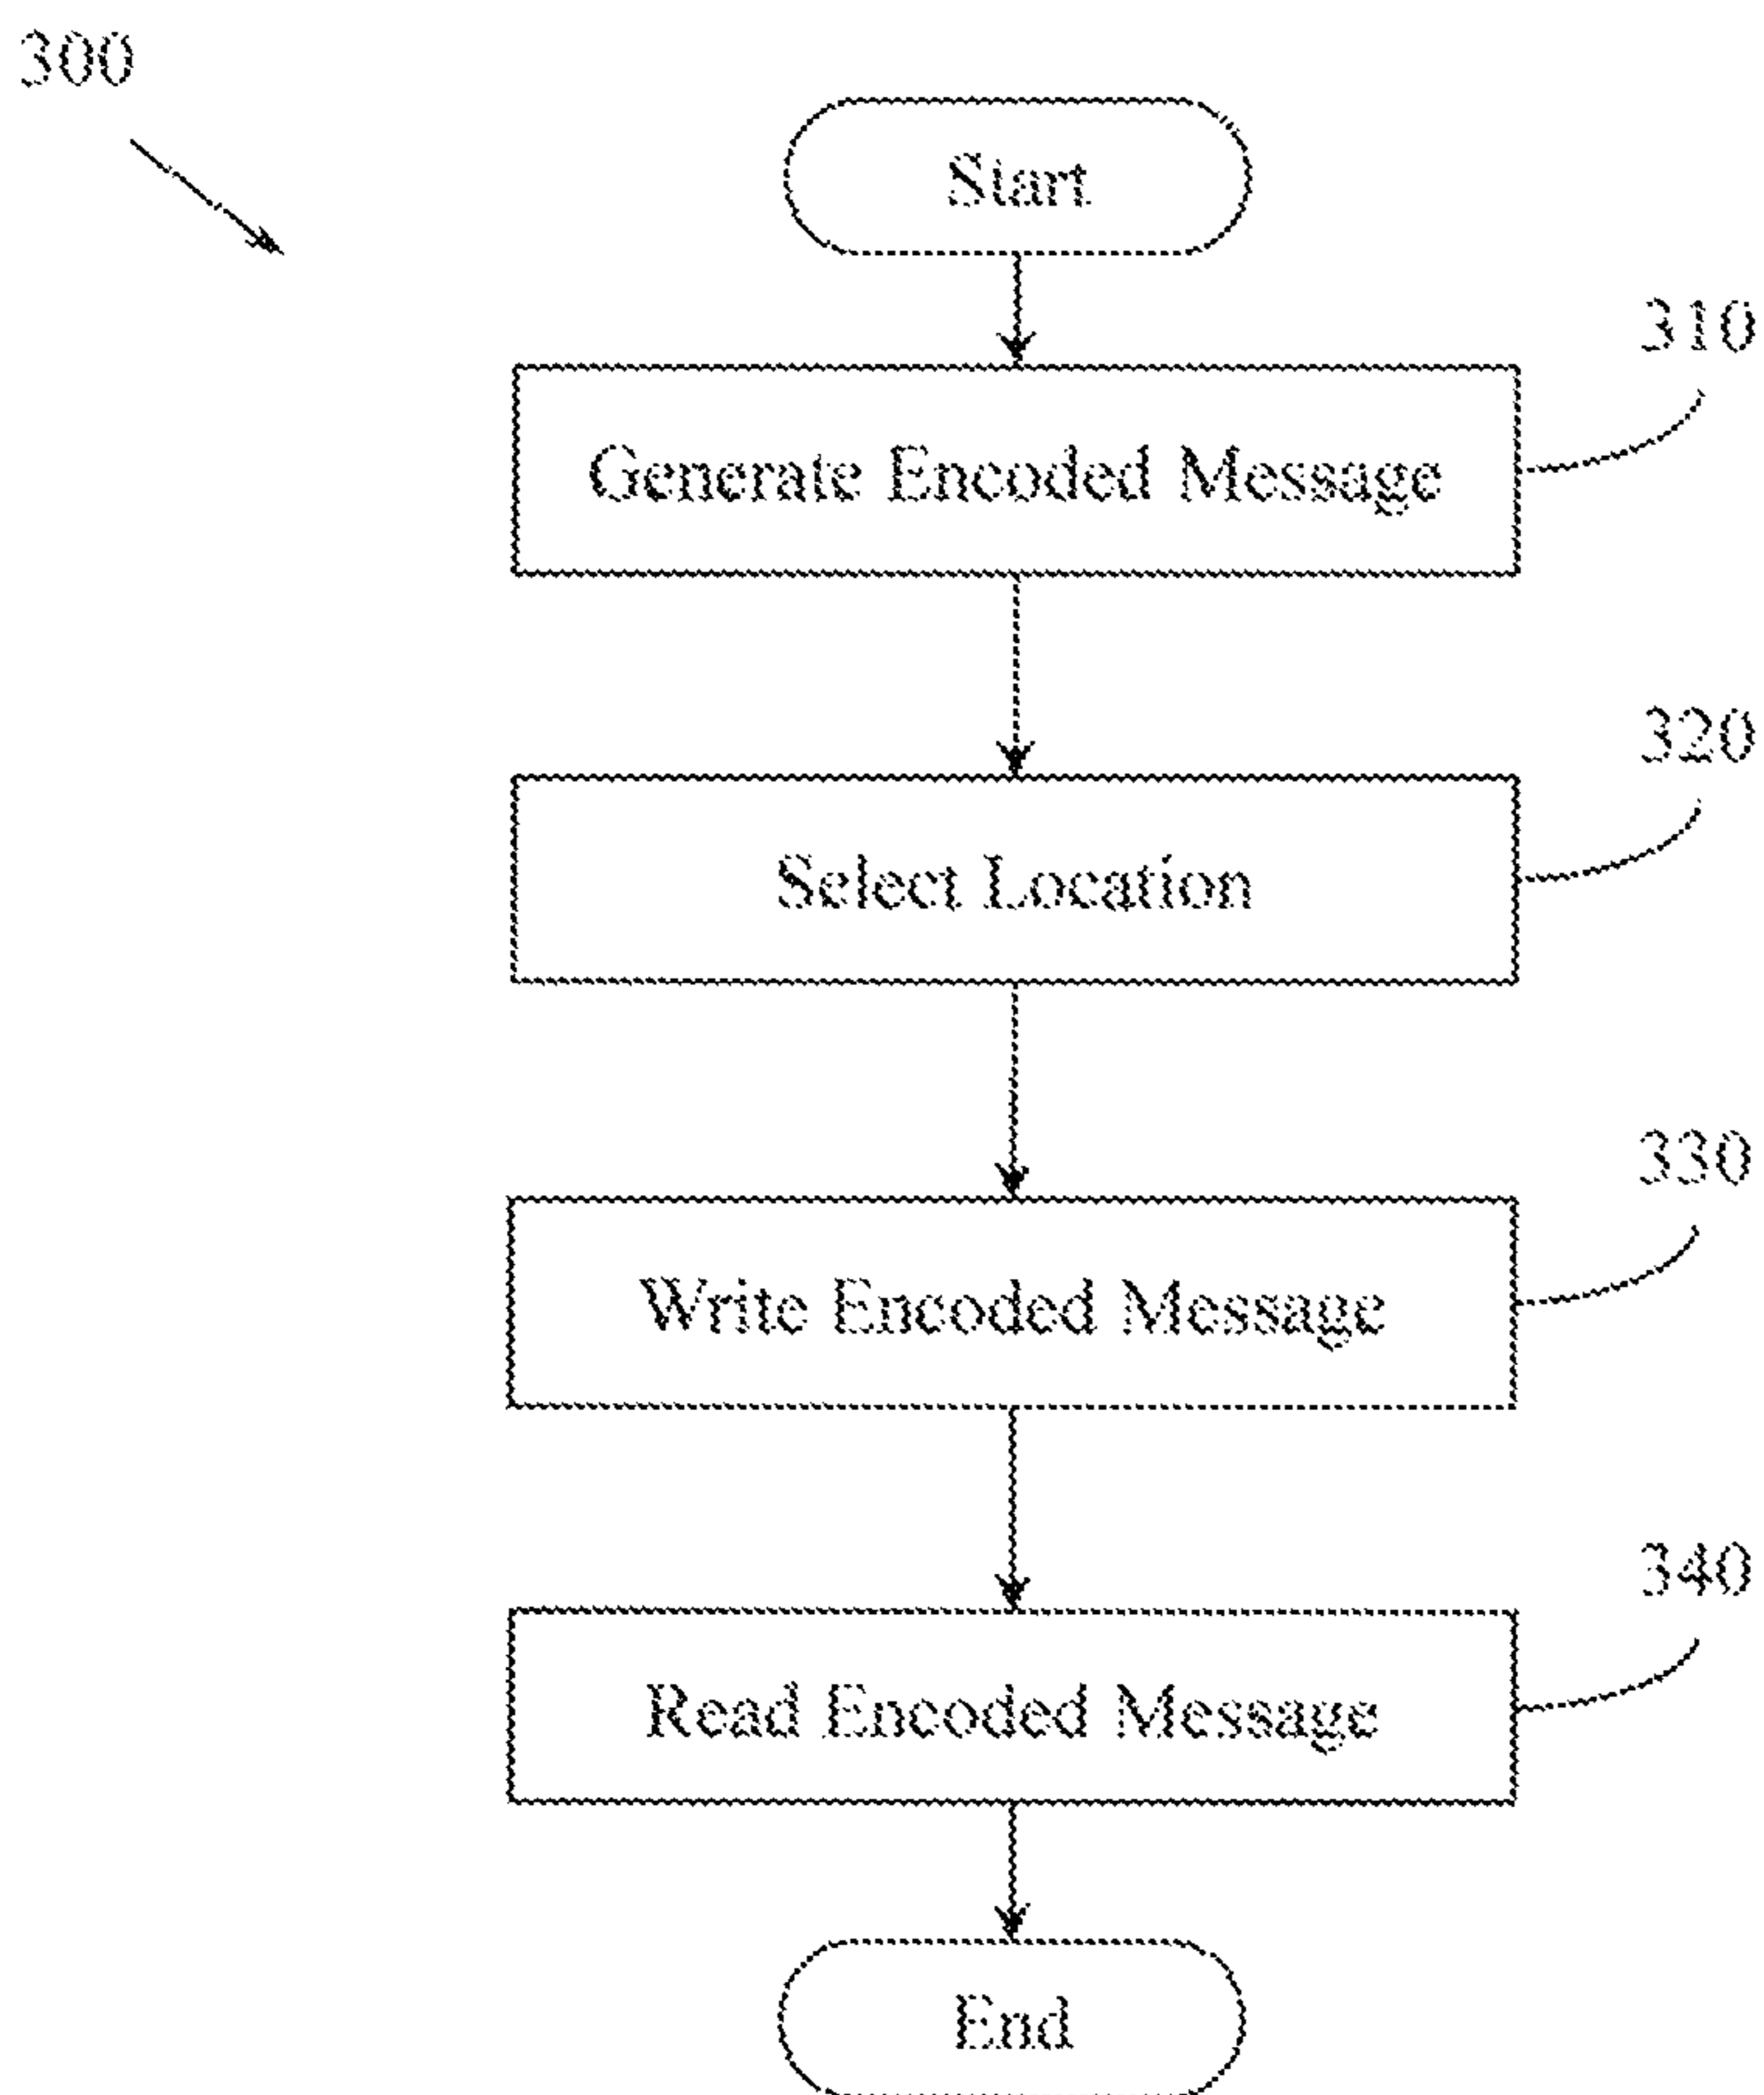 300
Start
310
Generate Encoded Message
320
Select Location
330
Write Encoded Message
340
Read Encoded Message
End